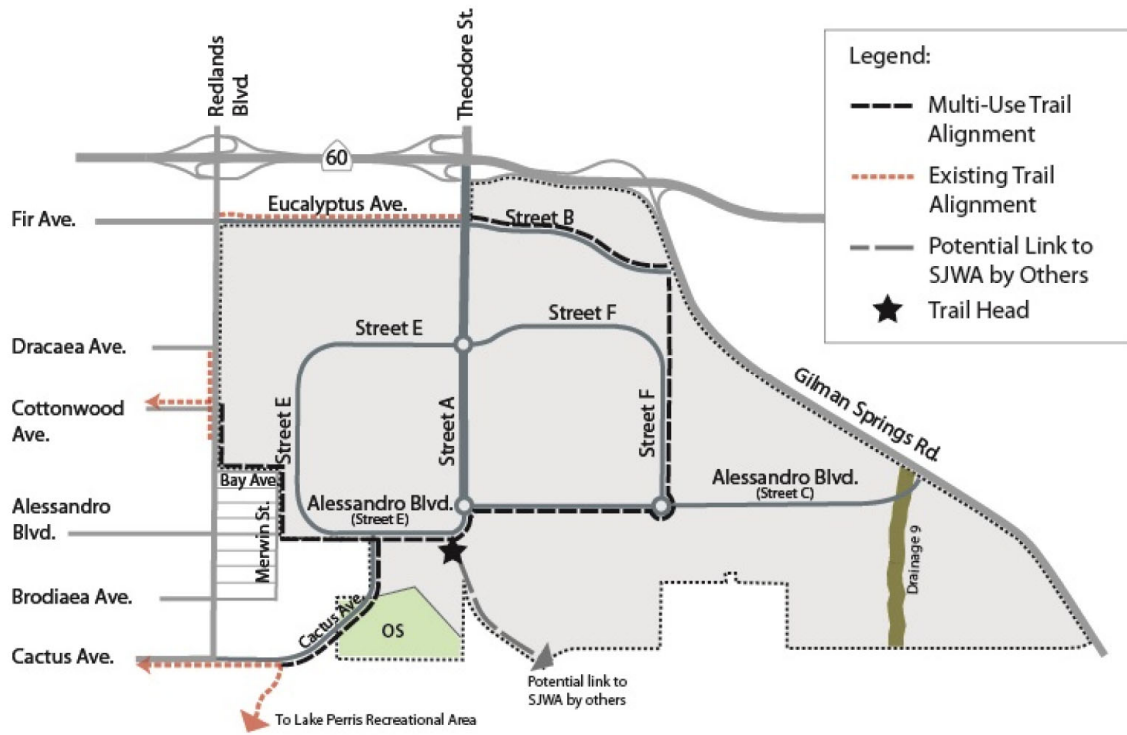 Redlands
Blvd.
Theodore St.
60
Legend:
Multi-Use Trail
Alignment
Existing Trail
Alignment
Potential Link to
SJWA by Others
Trail Head
Fir Ave.
Eucalyptus Ave.
Street B
Dracaea Ave.
Street E
Street F
Cottonwood
Ave.
Street E
Street A
Street F
Gilman Springs Rd.
Bay Ave
Alessandro Blvd.
(Street E)
Alessandro Blvd.
(Street C)
Alessandro
Blvd.
Merwin St.
Drainage 9
Brodiaea Ave.
Cactus Ave.
OS
Cactus Ave.
Potential link to
SJWA by others
To Lake Perris Recreational Area